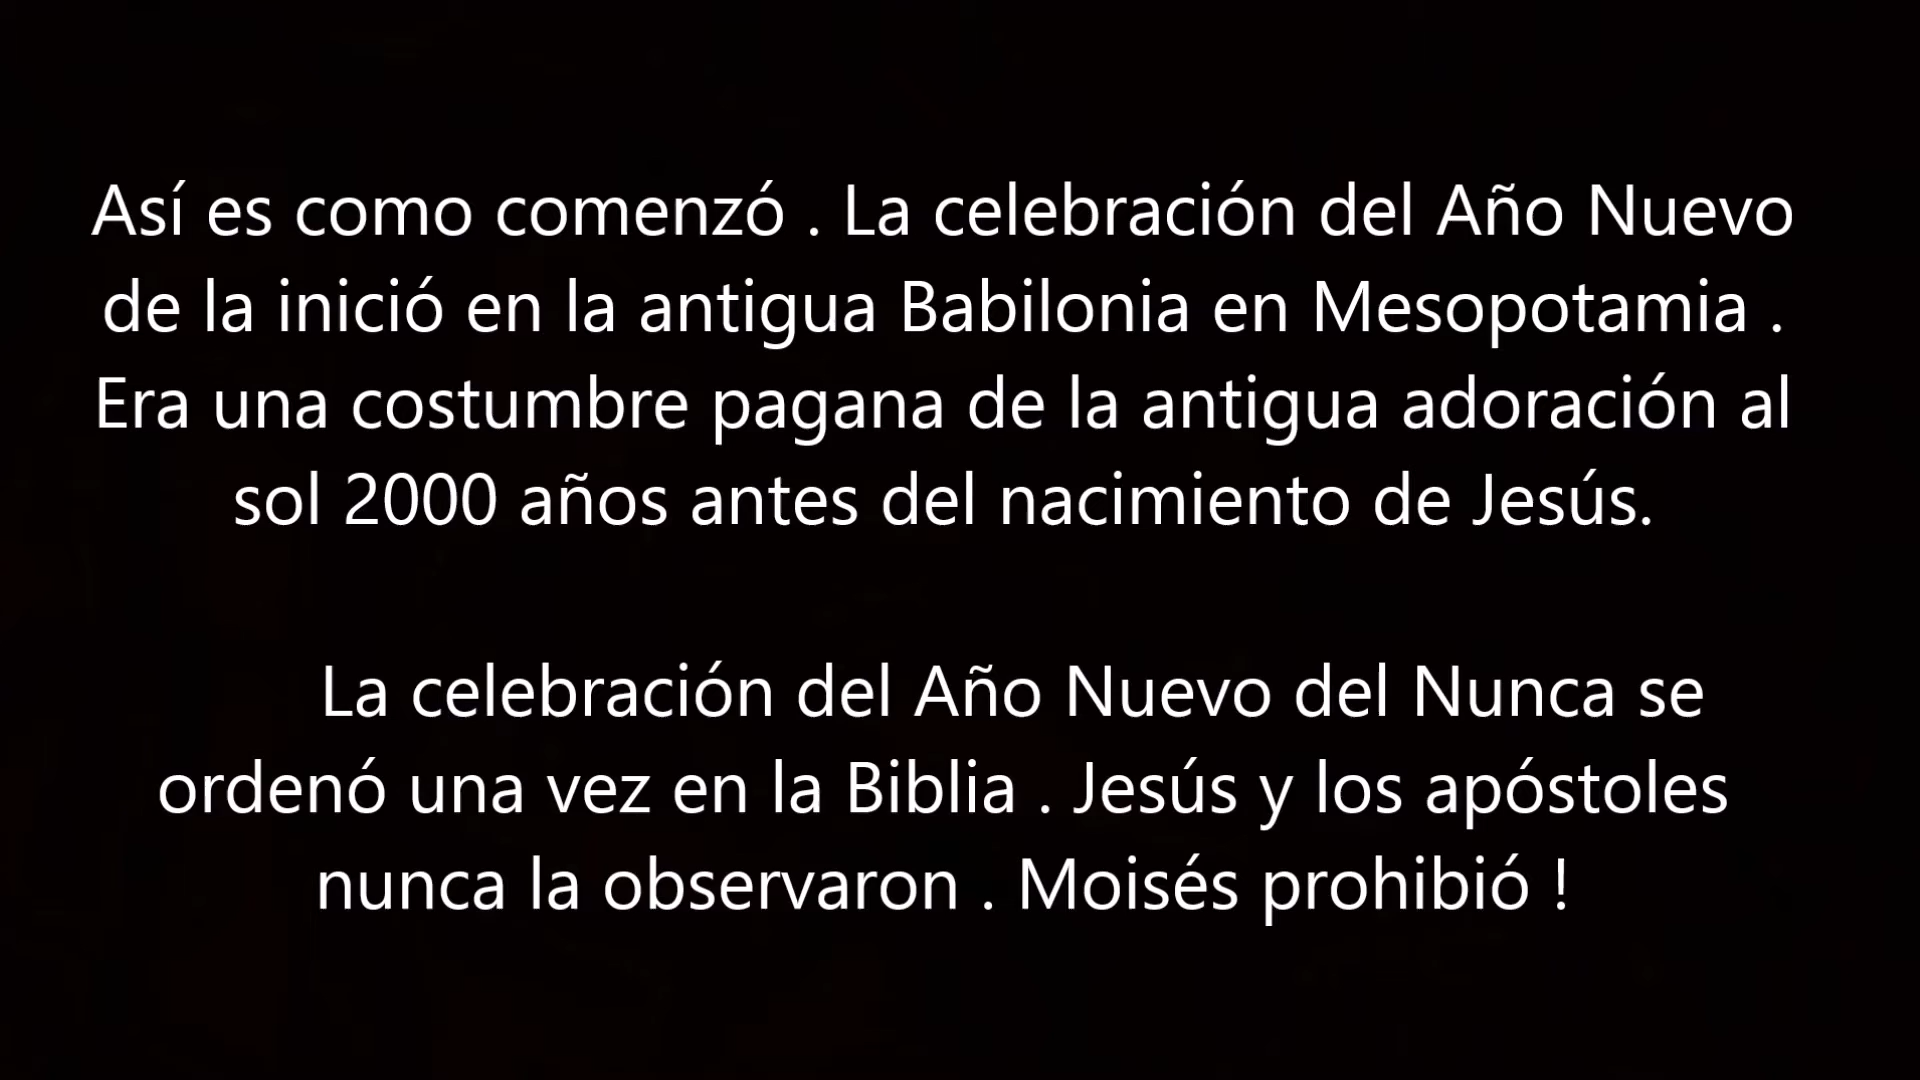 Así es como comenzó . La celebración del Año Nuevo
de la inició en la antigua Babilonia en Mesopotamia .
Era una costumbre pagana de la antigua adoración al
sol 2000 años antes del nacimiento de Jesús.
La celebración del Año Nuevo del Nunca se
ordenó una vez en la Biblia . Jesús y los apóstoles
nunca la observaron . Moisés prohibió !